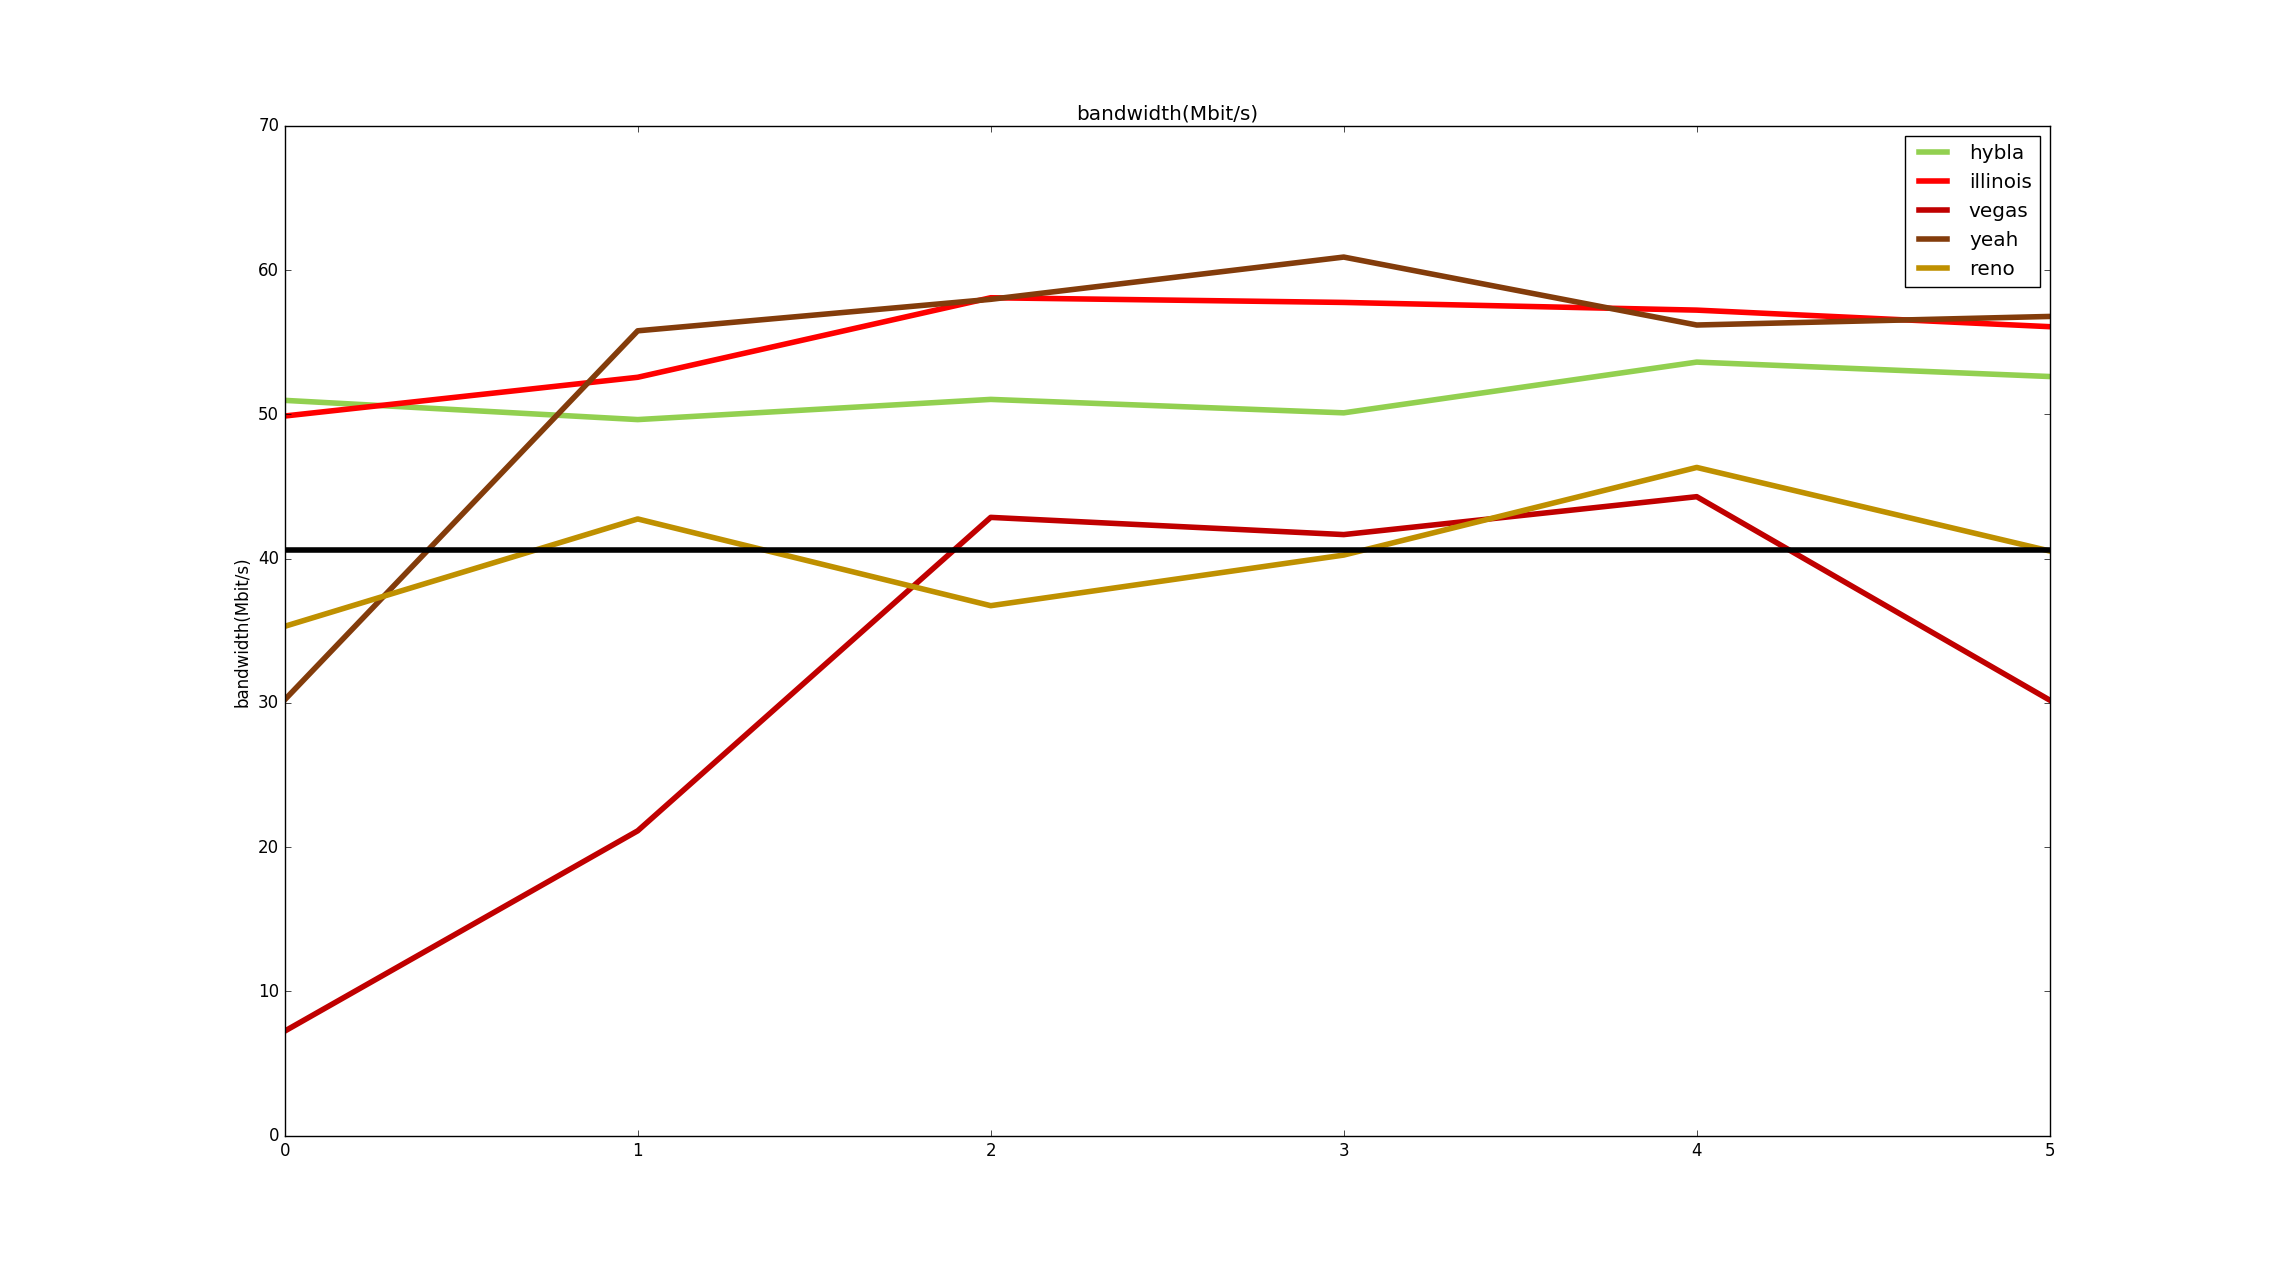 bandwidth(Mbit/s)
70
60
50
40
30
20
10
0
bandwidth(Mbit/s)
0 1 2 3 4 5
hybla
illinois
vegas
yeah
reno